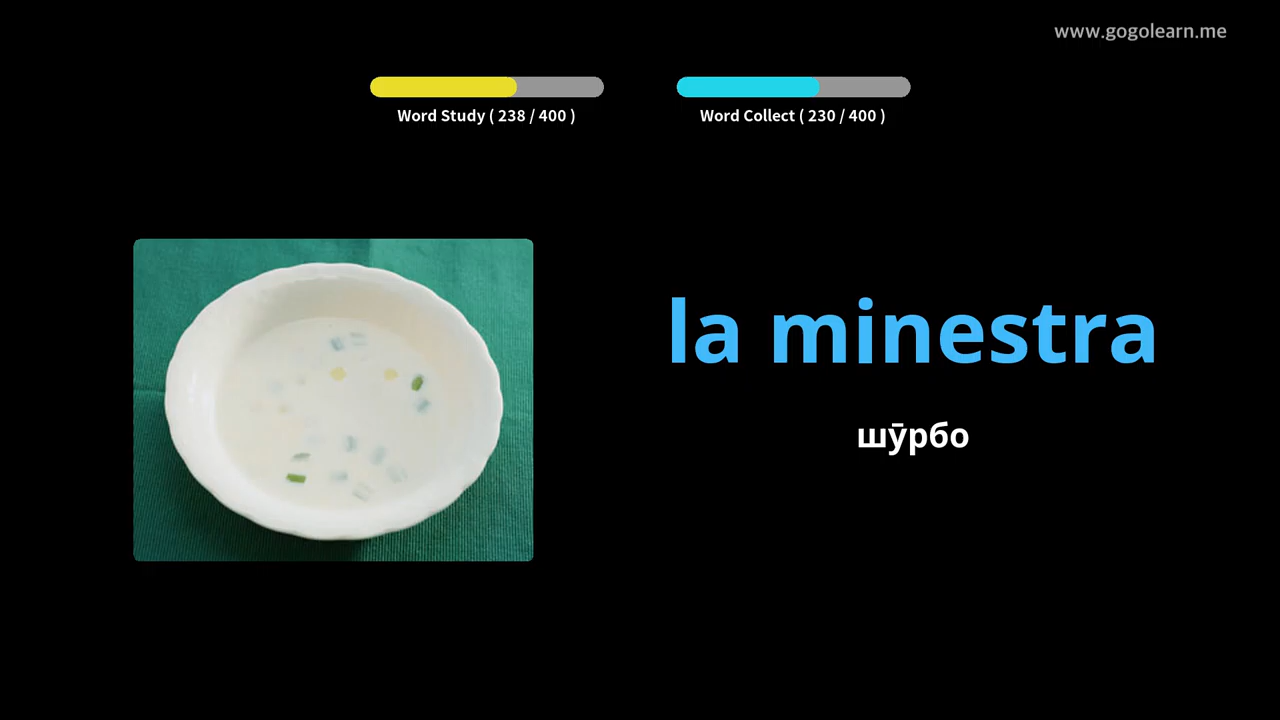 www.gogolearn.me
Word Study ( 238 / 400 )
Word Collect ( 230 / 400 )
la minestra
шӯрбо